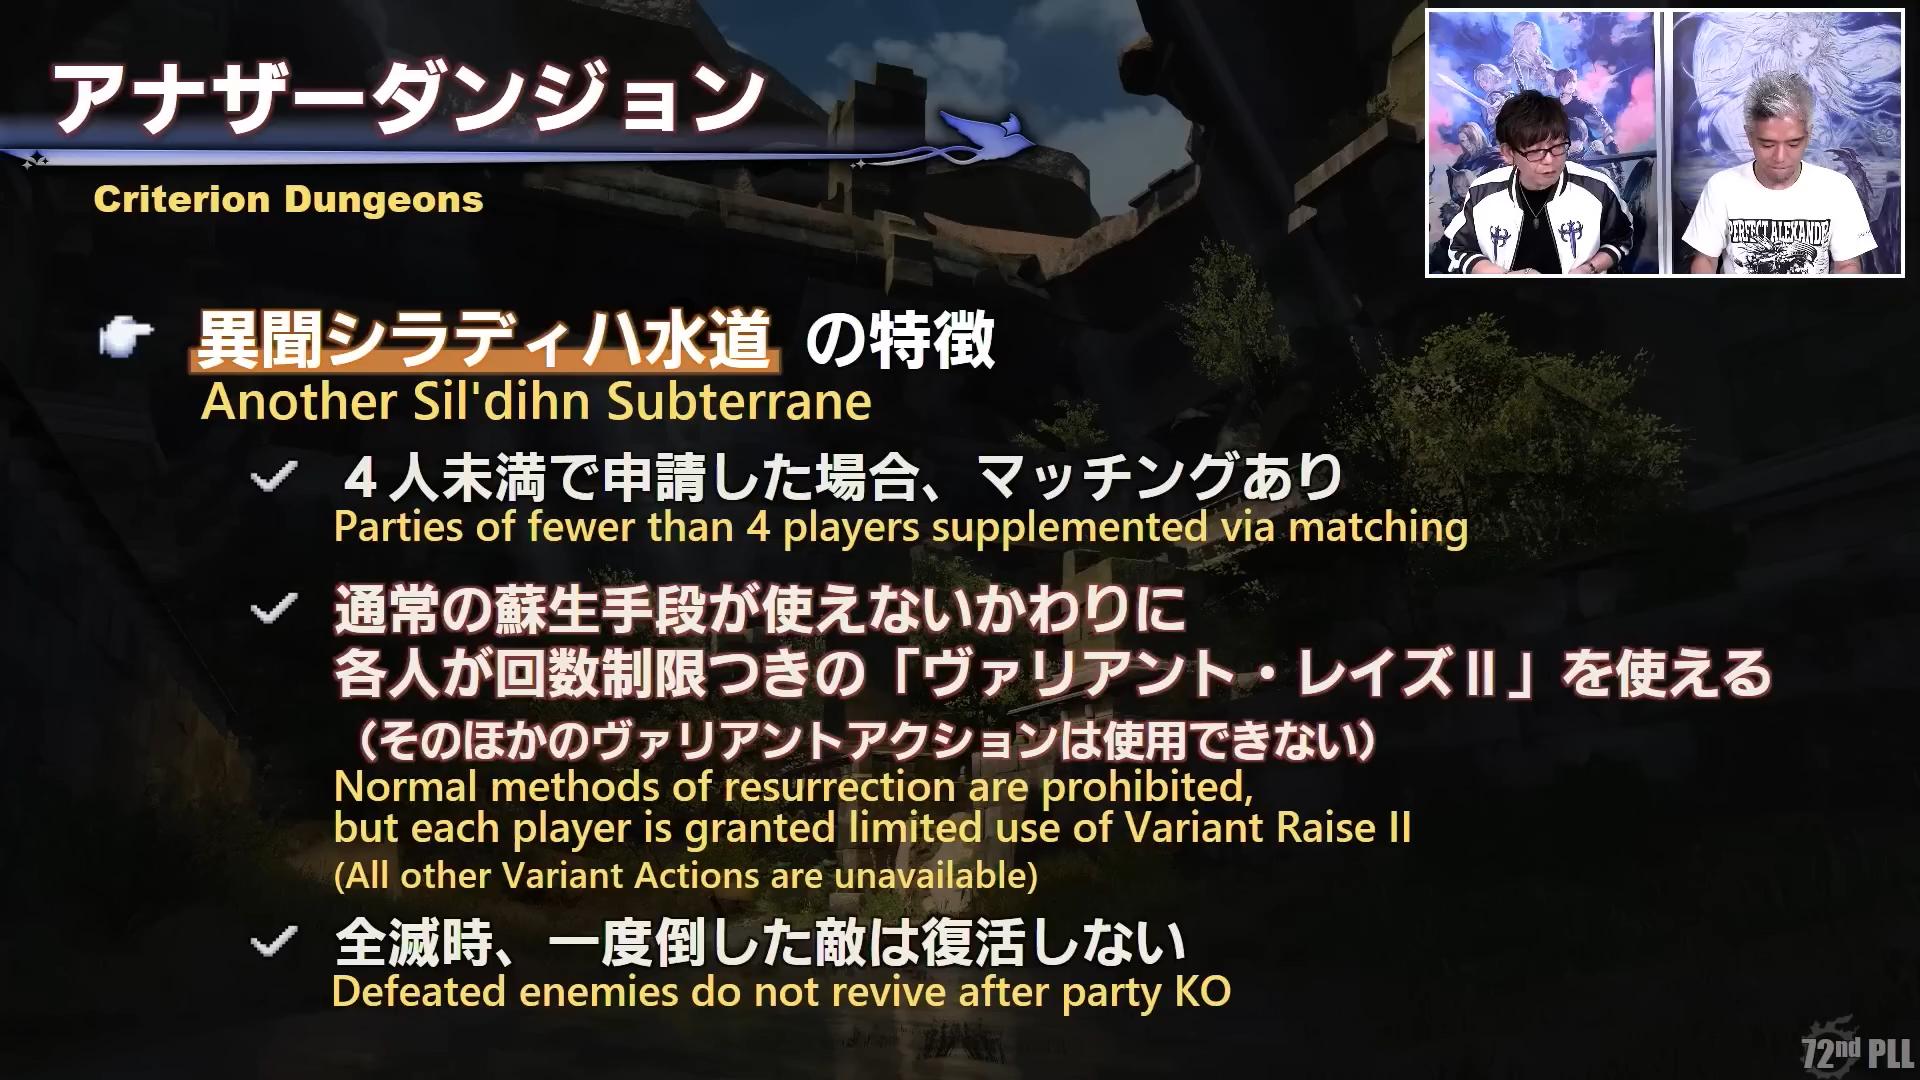 アナザーダンジョン
Criterion Dungeons
異聞シラディハ水道 の特徴
Another Sil'dihn Subterrane
４人未満で申請した場合、マッチングあり
Parties of fewer than 4 players supplemented via matching
通常の蘇生手段が使えないかわりに
各人が回数制限つきの「ヴァリアント・レイズⅡ」を使える
（そのほかのヴァリアントアクションは使用できない）
Normal methods of resurrection are prohibited,
but each player is granted limited use of Variant Raise II
(All other Variant Actions are unavailable)
全滅時、一度倒した敵は復活しない
Defeated enemies do not revive after party KO
PERFECT ALEXANDE
72nd PLL